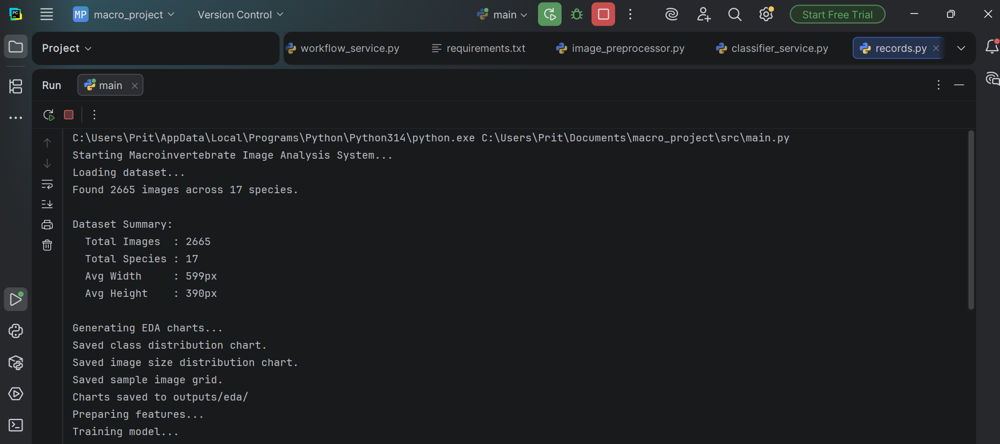 PC
MP macro_project Version Control main Start Free Trial
Project workflow_service.py requirements.txt image_preprocessor.py classifier_service.py records.py
Run main
C:\Users\Prit\AppData\Local\Programs\Python\Python314\python.exe C:\Users\Prit\Documents\macro_project\src\main.py
Starting Macroinvertebrate Image Analysis System...
Loading dataset...
Found 2665 images across 17 species.
Dataset Summary:
Total Images : 2665
Total Species : 17
Avg Width : 599px
Avg Height : 390px
Generating EDA charts...
Saved class distribution chart.
Saved image size distribution chart.
Saved sample image grid.
Charts saved to outputs/eda/
Preparing features...
Training model...